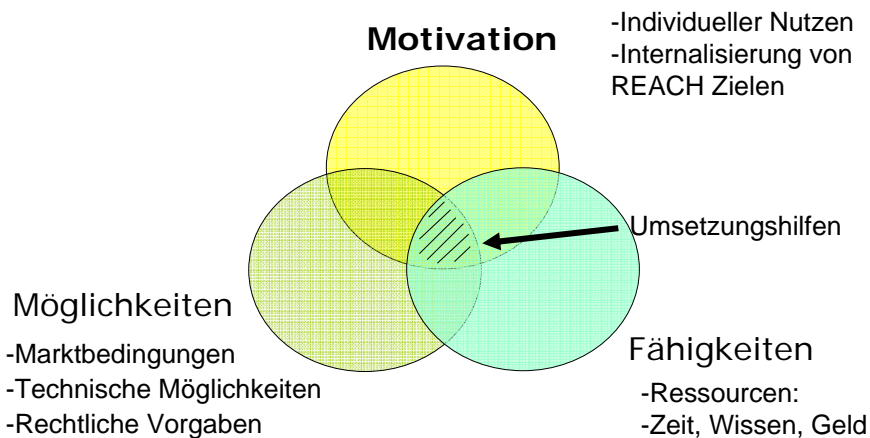 Motivation
-Individueller Nutzen
-Internalisierung von
REACH Zielen
Umsetzungshilfen
Möglichkeiten
-Marktbedingungen
-Technische Möglichkeiten
-Rechtliche Vorgaben
Fähigkeiten
-Ressourcen:
-Zeit, Wissen, Geld